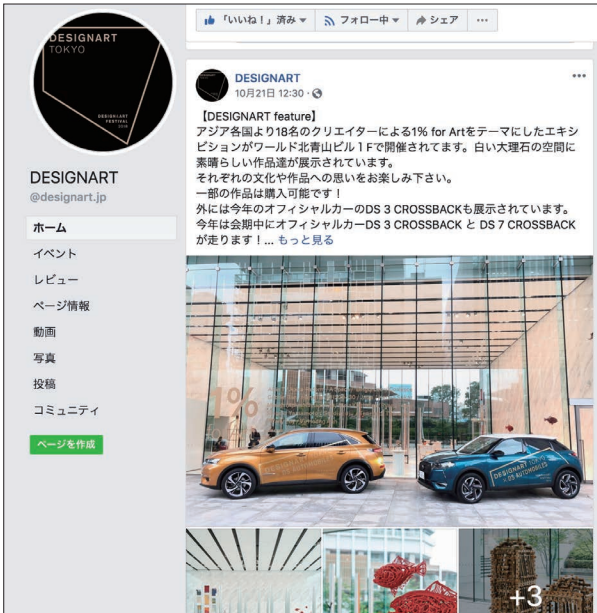 DESIGNART
TOKYO
DESIGNART
FESTIVAL
「いいね！」済み
フォロー中
シェア
...
DESIGNART
@designart.jp
ホーム
イベント
レビュー
ページ情報
動画
写真
投稿
コミュニティ
ページを作成
DESIGNART
10月21日 12:30 ·
【DESIGNART feature】
アジア各国より18名のクリエイターによる1% for Artをテーマにしたエキシ
ビションがワールド北青山ビル１Fで開催されてます。白い大理石の空間に
素晴らしい作品達が展示されています。
それぞれの文化や作品への思いをお楽しみ下さい。
一部の作品は購入可能です！
外には今年のオフィシャルカーのDS 3 CROSSBACKも展示されています。
今年は会期中にオフィシャルカーDS 3 CROSSBACK と DS 7 CROSSBACK
が走ります！... もっと見る
1%
DESIGNART TOKYO
DESIGNART TOKYO
× DS AUTOMOBILES
+3